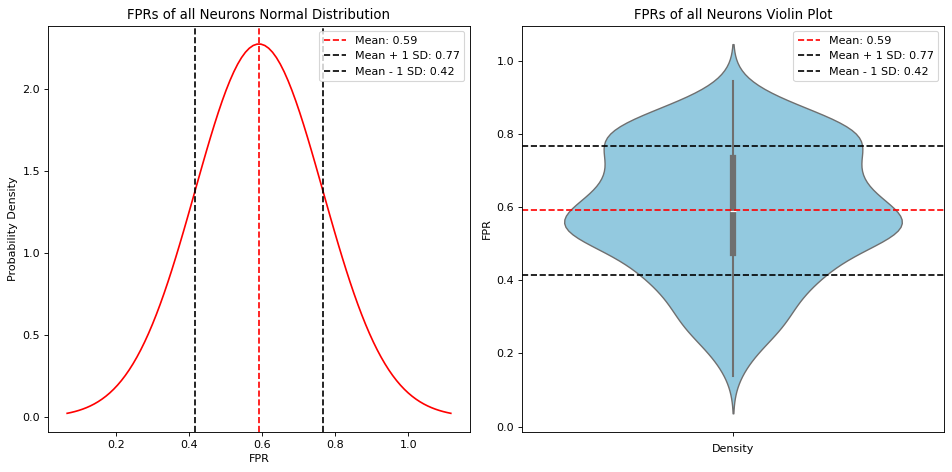 FPRs of all Neurons Normal Distribution
Mean: 0.59
Mean + 1 SD: 0.77
Mean - 1 SD: 0.42
Probability Density
2.0
1.5
1.0
0.5
0.0
0.2
0.4
0.6
0.8
1.0
FPR
FPRs of all Neurons Violin Plot
Mean: 0.59
Mean + 1 SD: 0.77
Mean - 1 SD: 0.42
FPR
1.0
0.8
0.6
0.4
0.2
0.0
Density